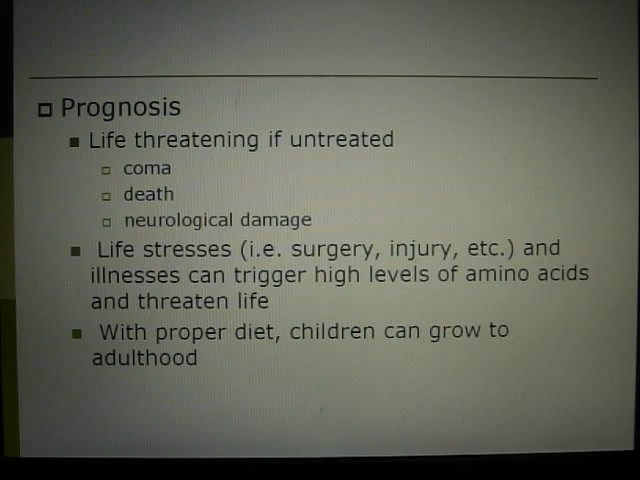 Prognosis
Life threatening if untreated
coma
death
neurological damage
Life stresses (i.e. surgery, injury, etc.) and
illnesses can trigger high levels of amino acids
and threaten life
With proper diet, children can grow to
adulthood